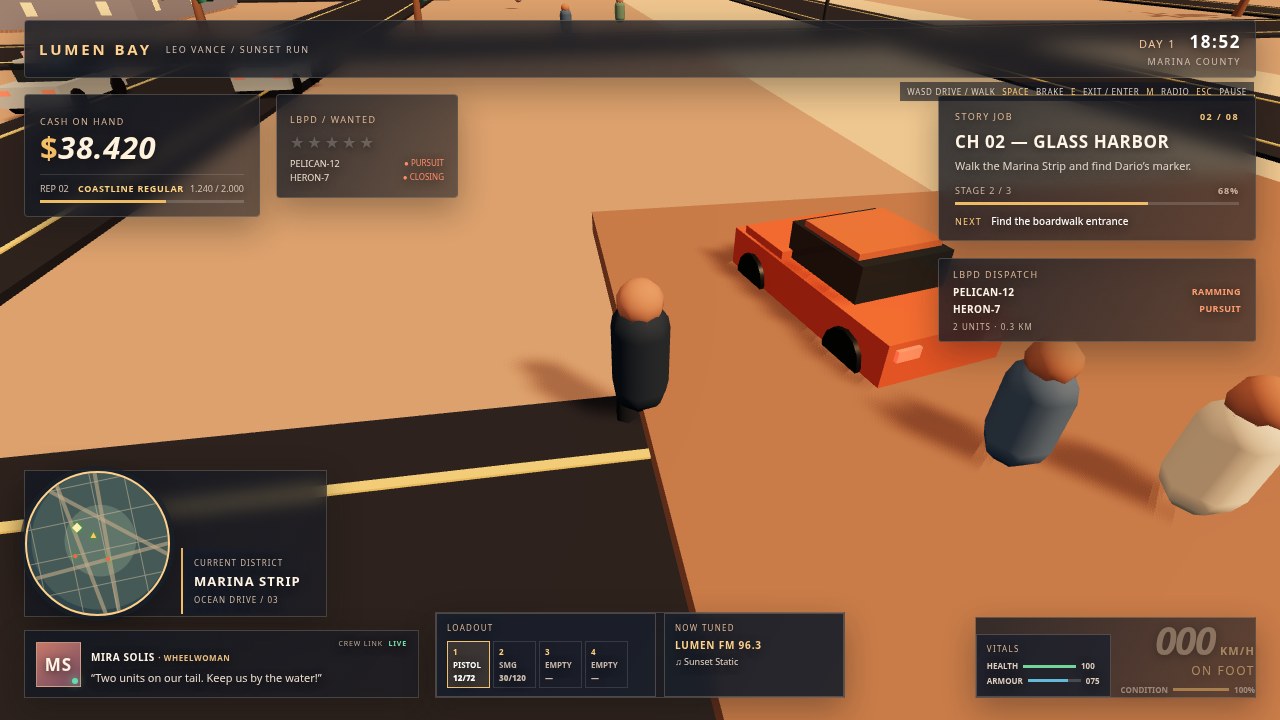 LUMEN BAY LEO VANCE / SUNSET RUN
DAY 1 18:52
MARINA COUNTY
WASD DRIVE / WALK SPACE BRAKE E EXIT / ENTER M RADIO ESC PAUSE
CASH ON HAND
$38.420
REP 02 COASTLINE REGULAR 1.240 / 2.000
LBPD / WANTED
★★★★★
PELICAN-12 ● PURSUIT
HERON-7 ● CLOSING
STORY JOB 02 / 08
CH 02 — GLASS HARBOR
Walk the Marina Strip and find Dario’s marker.
STAGE 2 / 3 68%
NEXT Find the boardwalk entrance
LBPD DISPATCH
PELICAN-12 RAMMING
HERON-7 PURSUIT
2 UNITS · 0.3 KM
CURRENT DISTRICT
MARINA STRIP
OCEAN DRIVE / 03
CREW LINK LIVE
MS
MIRA SOLIS · WHEELWOMAN
“Two units on our tail. Keep us by the water!”
LOADOUT
1 PISTOL 12/72
2 SMG 30/120
3 EMPTY —
4 EMPTY —
NOW TUNED
LUMEN FM 96.3
♫ Sunset Static
VITALS
HEALTH 100
ARMOUR 075
000 KM/H
ON FOOT
CONDITION 100%